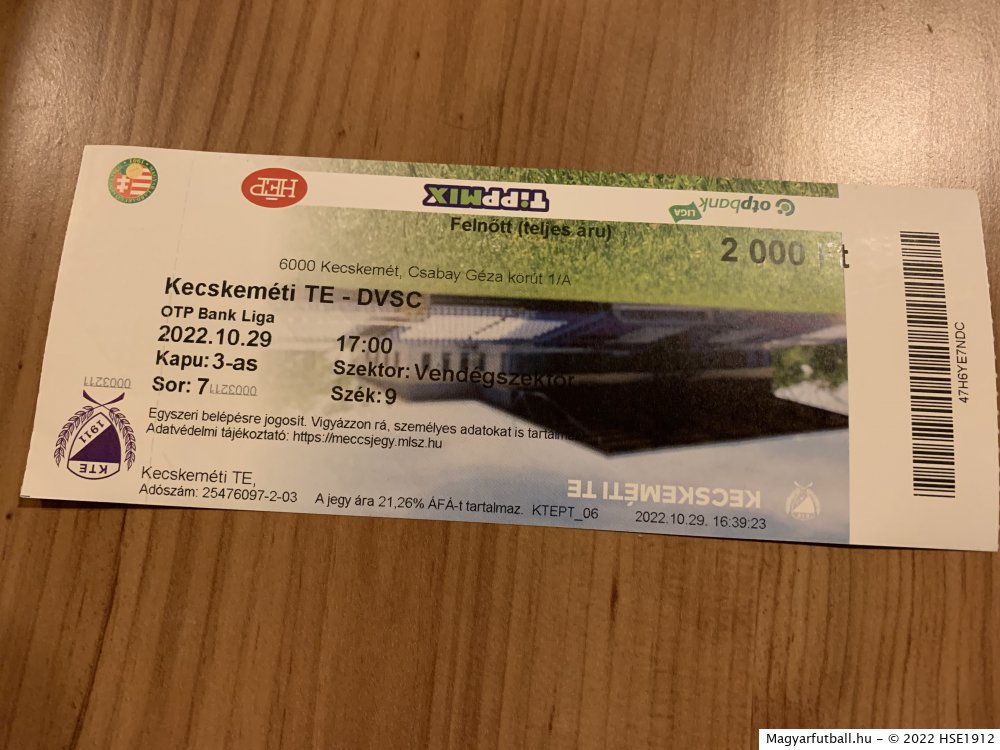 HEP
TiPPMIX
otpbank
LIGA
Felnőtt (teljes áru)
2 000 Ft
6000 Kecskemét, Csabay Géza körút 1/A
Kecskeméti TE - DVSC
OTP Bank Liga
2022.10.29 17:00
Kapu: 3-as Szektor: Vendégszektor
Sor: 7 Szék: 9
0003211
0003211
Egyszeri belépésre jogosít. Vigyázzon rá, személyes adatokat is tartalma
Adatvédelmi tájékoztató: https://meccsjegy.mlsz.hu
1911
KTE
Kecskeméti TE,
Adószám: 25476097-2-03 A jegy ára 21,26% ÁFÁ-t tartalmaz. KTEPT_06 2022.10.29. 16:39:23
KECSKEMÉTI TE
47H6YE7NDC
Magyarfutball.hu – © 2022 HSE1912